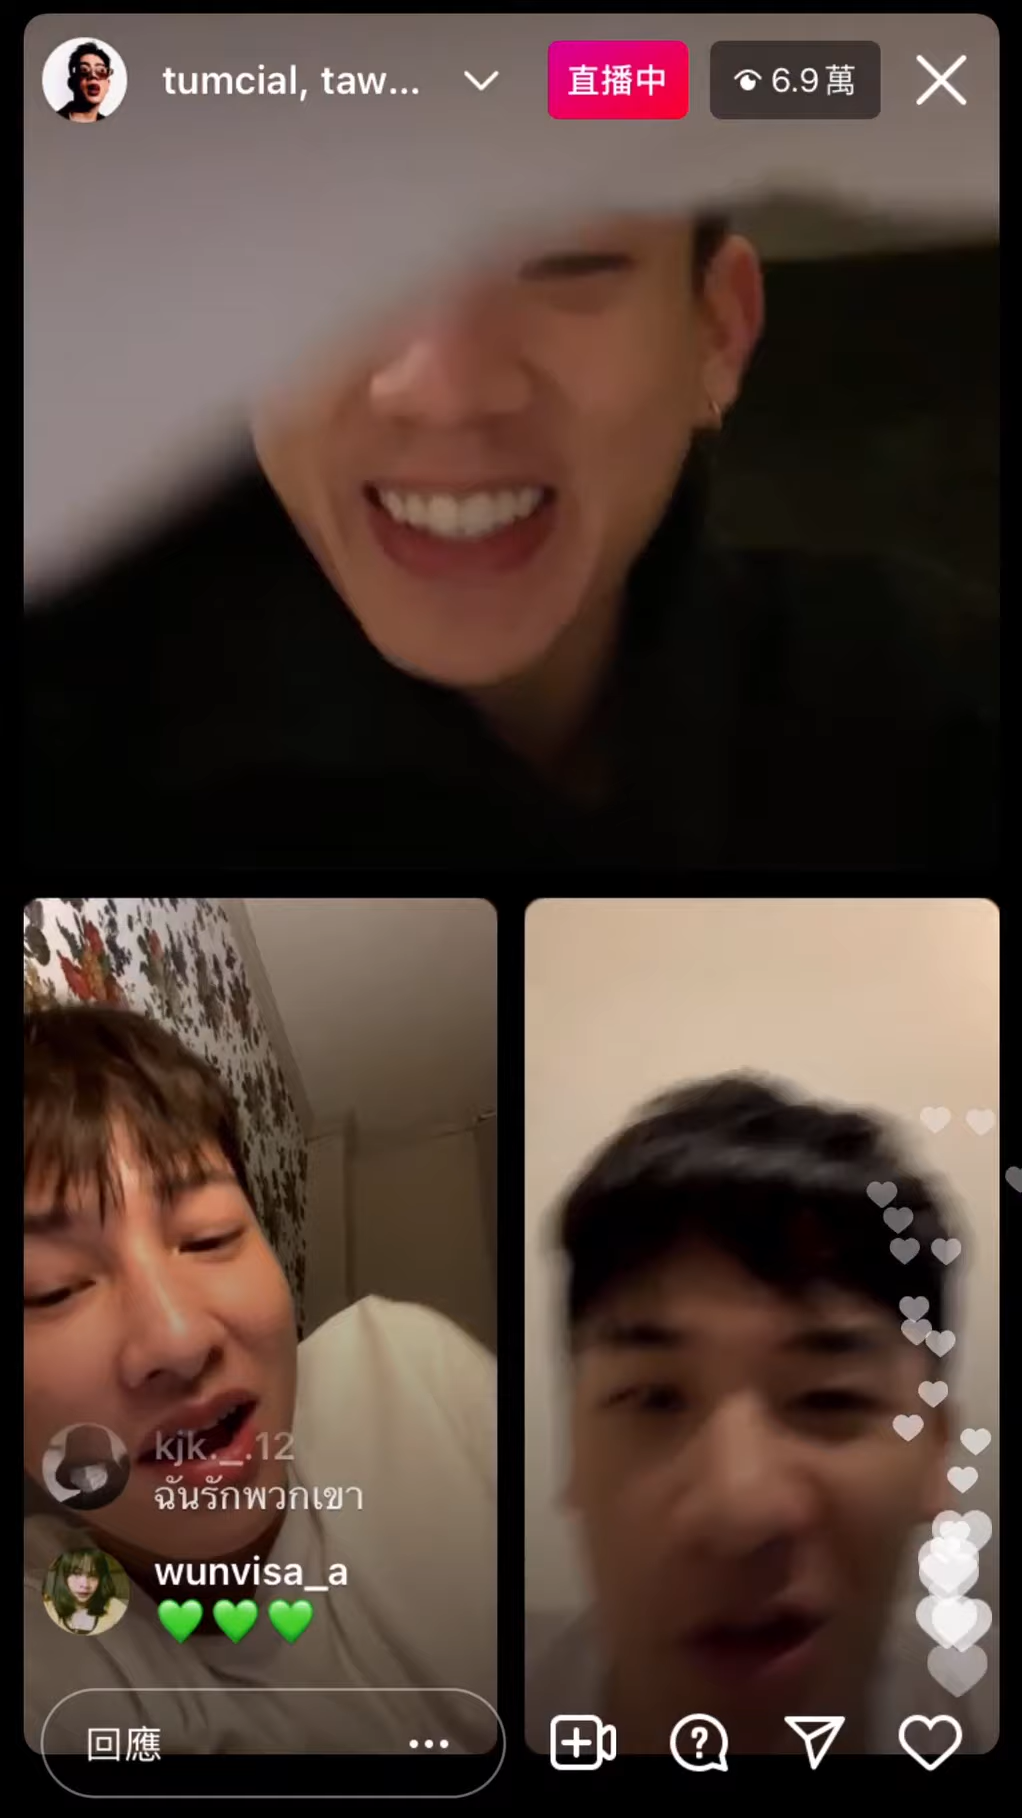 tumcial, taw...
直播中
6.9萬
kjk._.12
ฉันรักพวกเขา
wunvisa_a
💚💚💚
回應